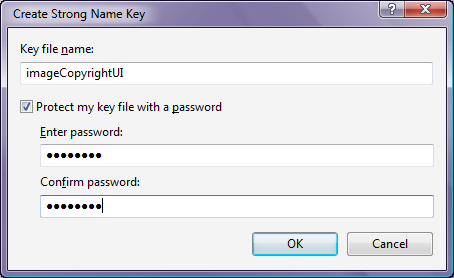 Create Strong Name Key
Key file name:
imageCopyrightUI
Protect my key file with a password
Enter password:
●●●●●●●●
Confirm password:
●●●●●●●●
OK Cancel